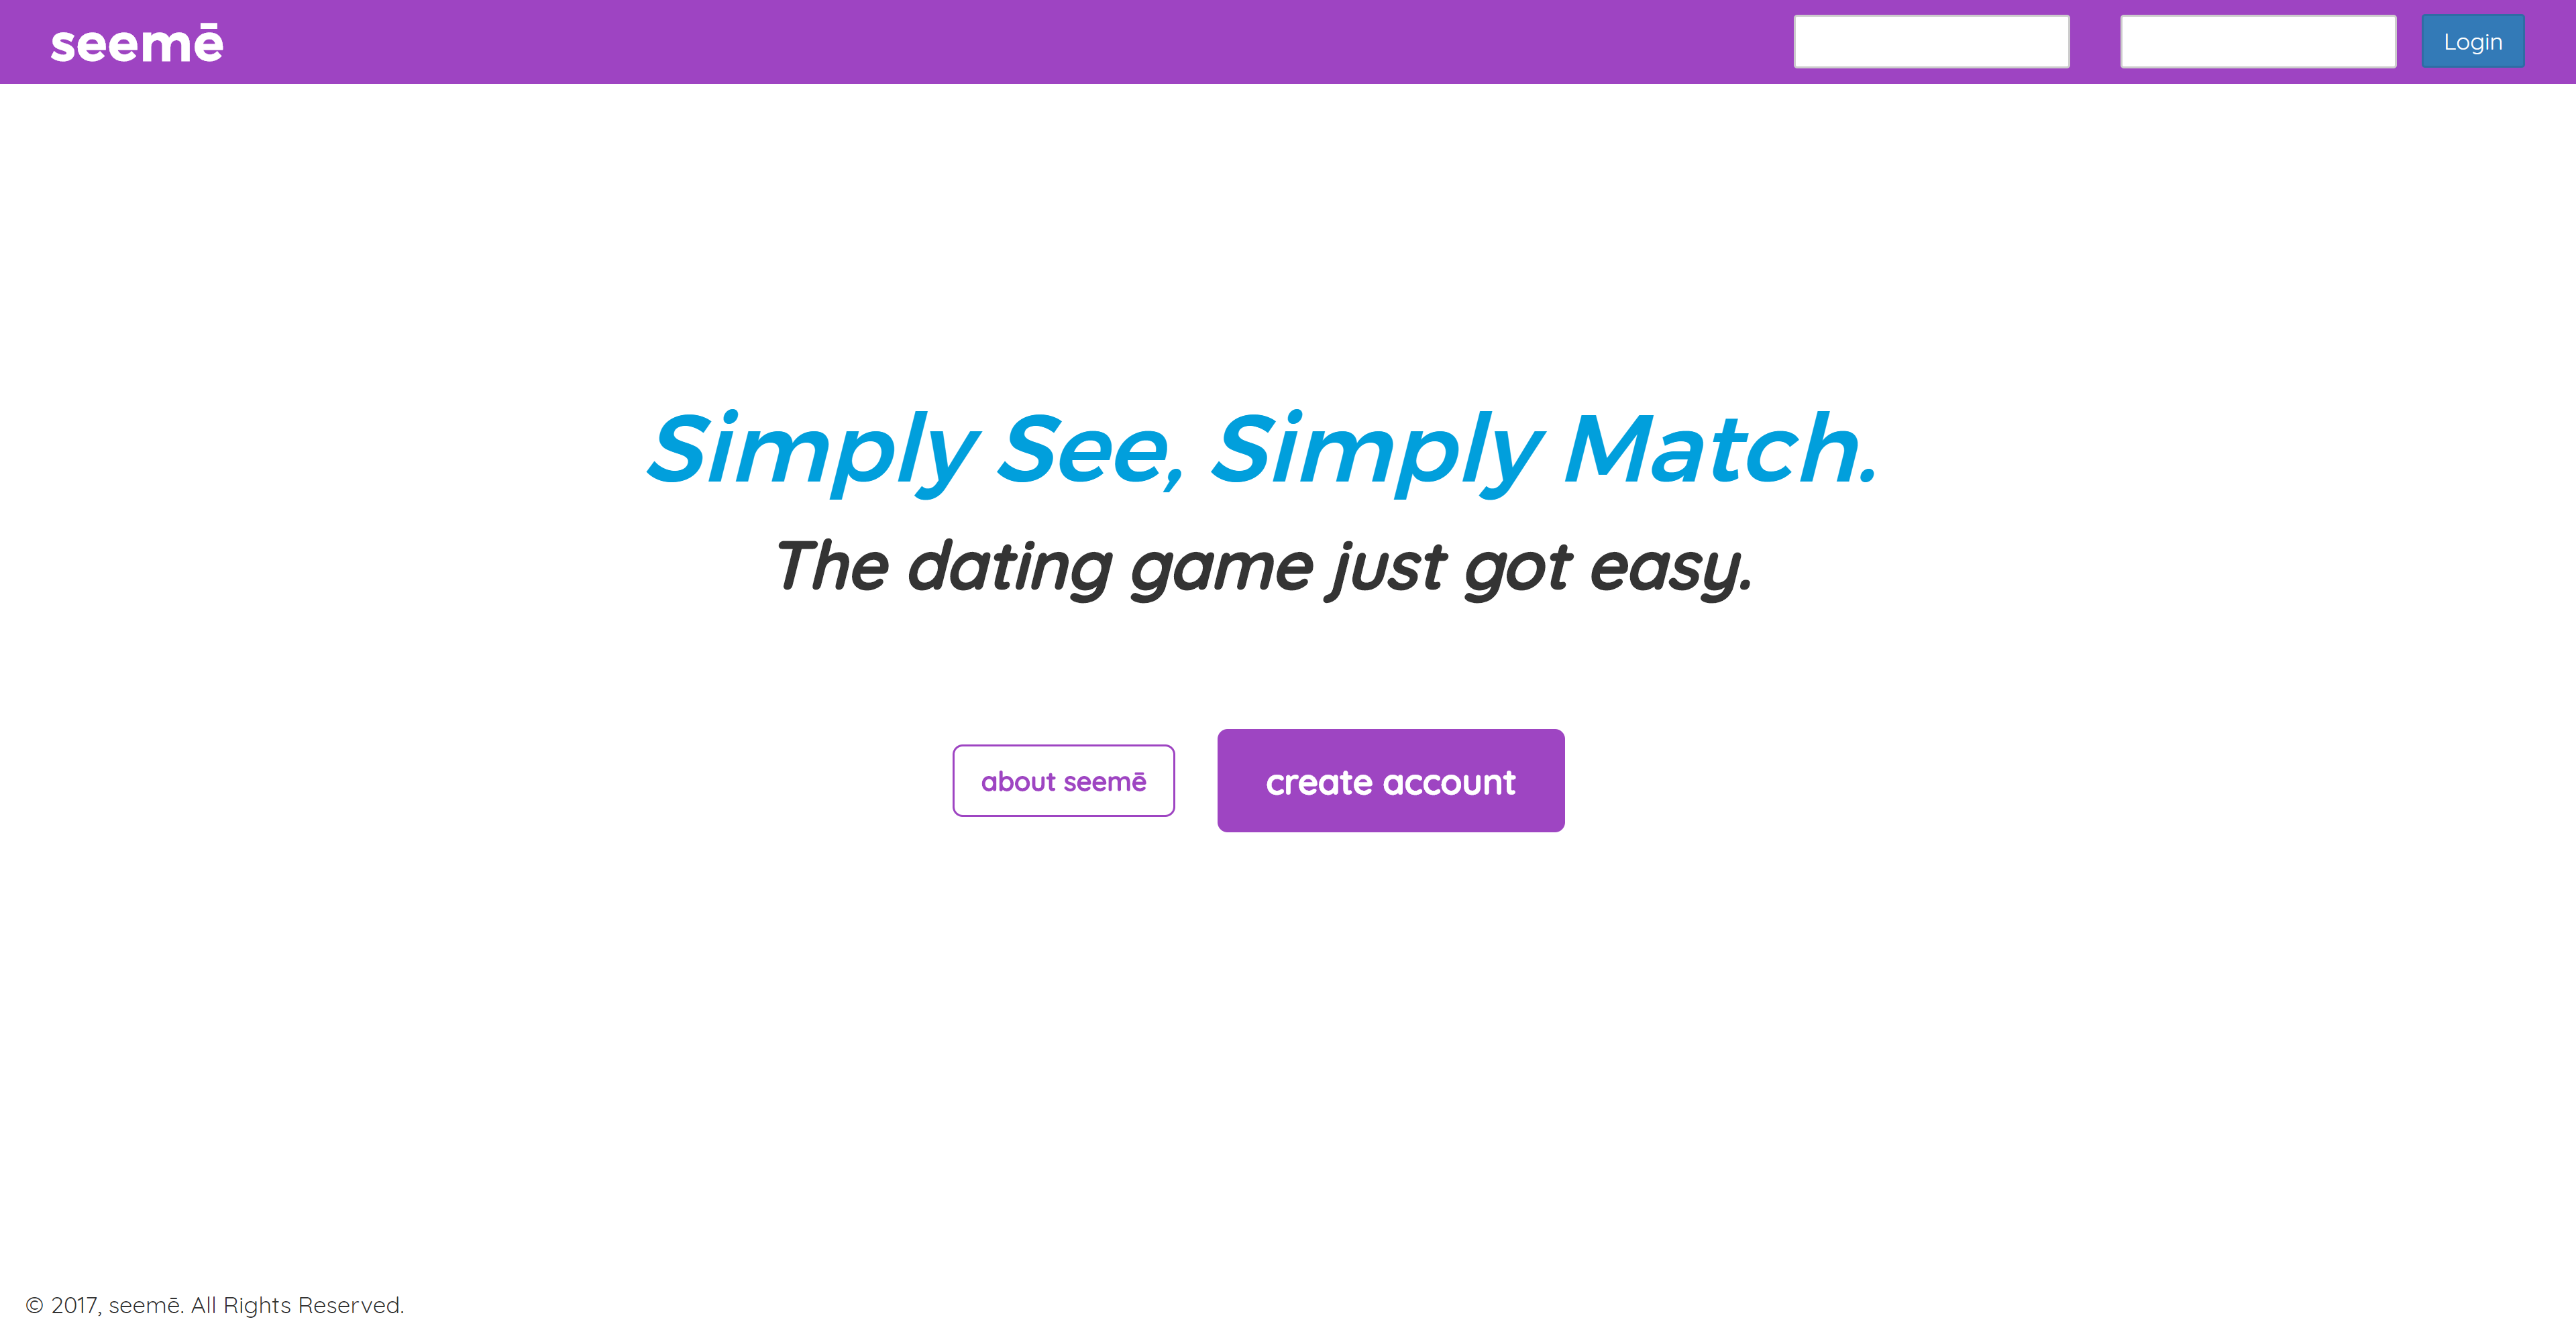 seemē
Login
Simply See, Simply Match.
The dating game just got easy.
about seemē
create account
© 2017, seemē. All Rights Reserved.